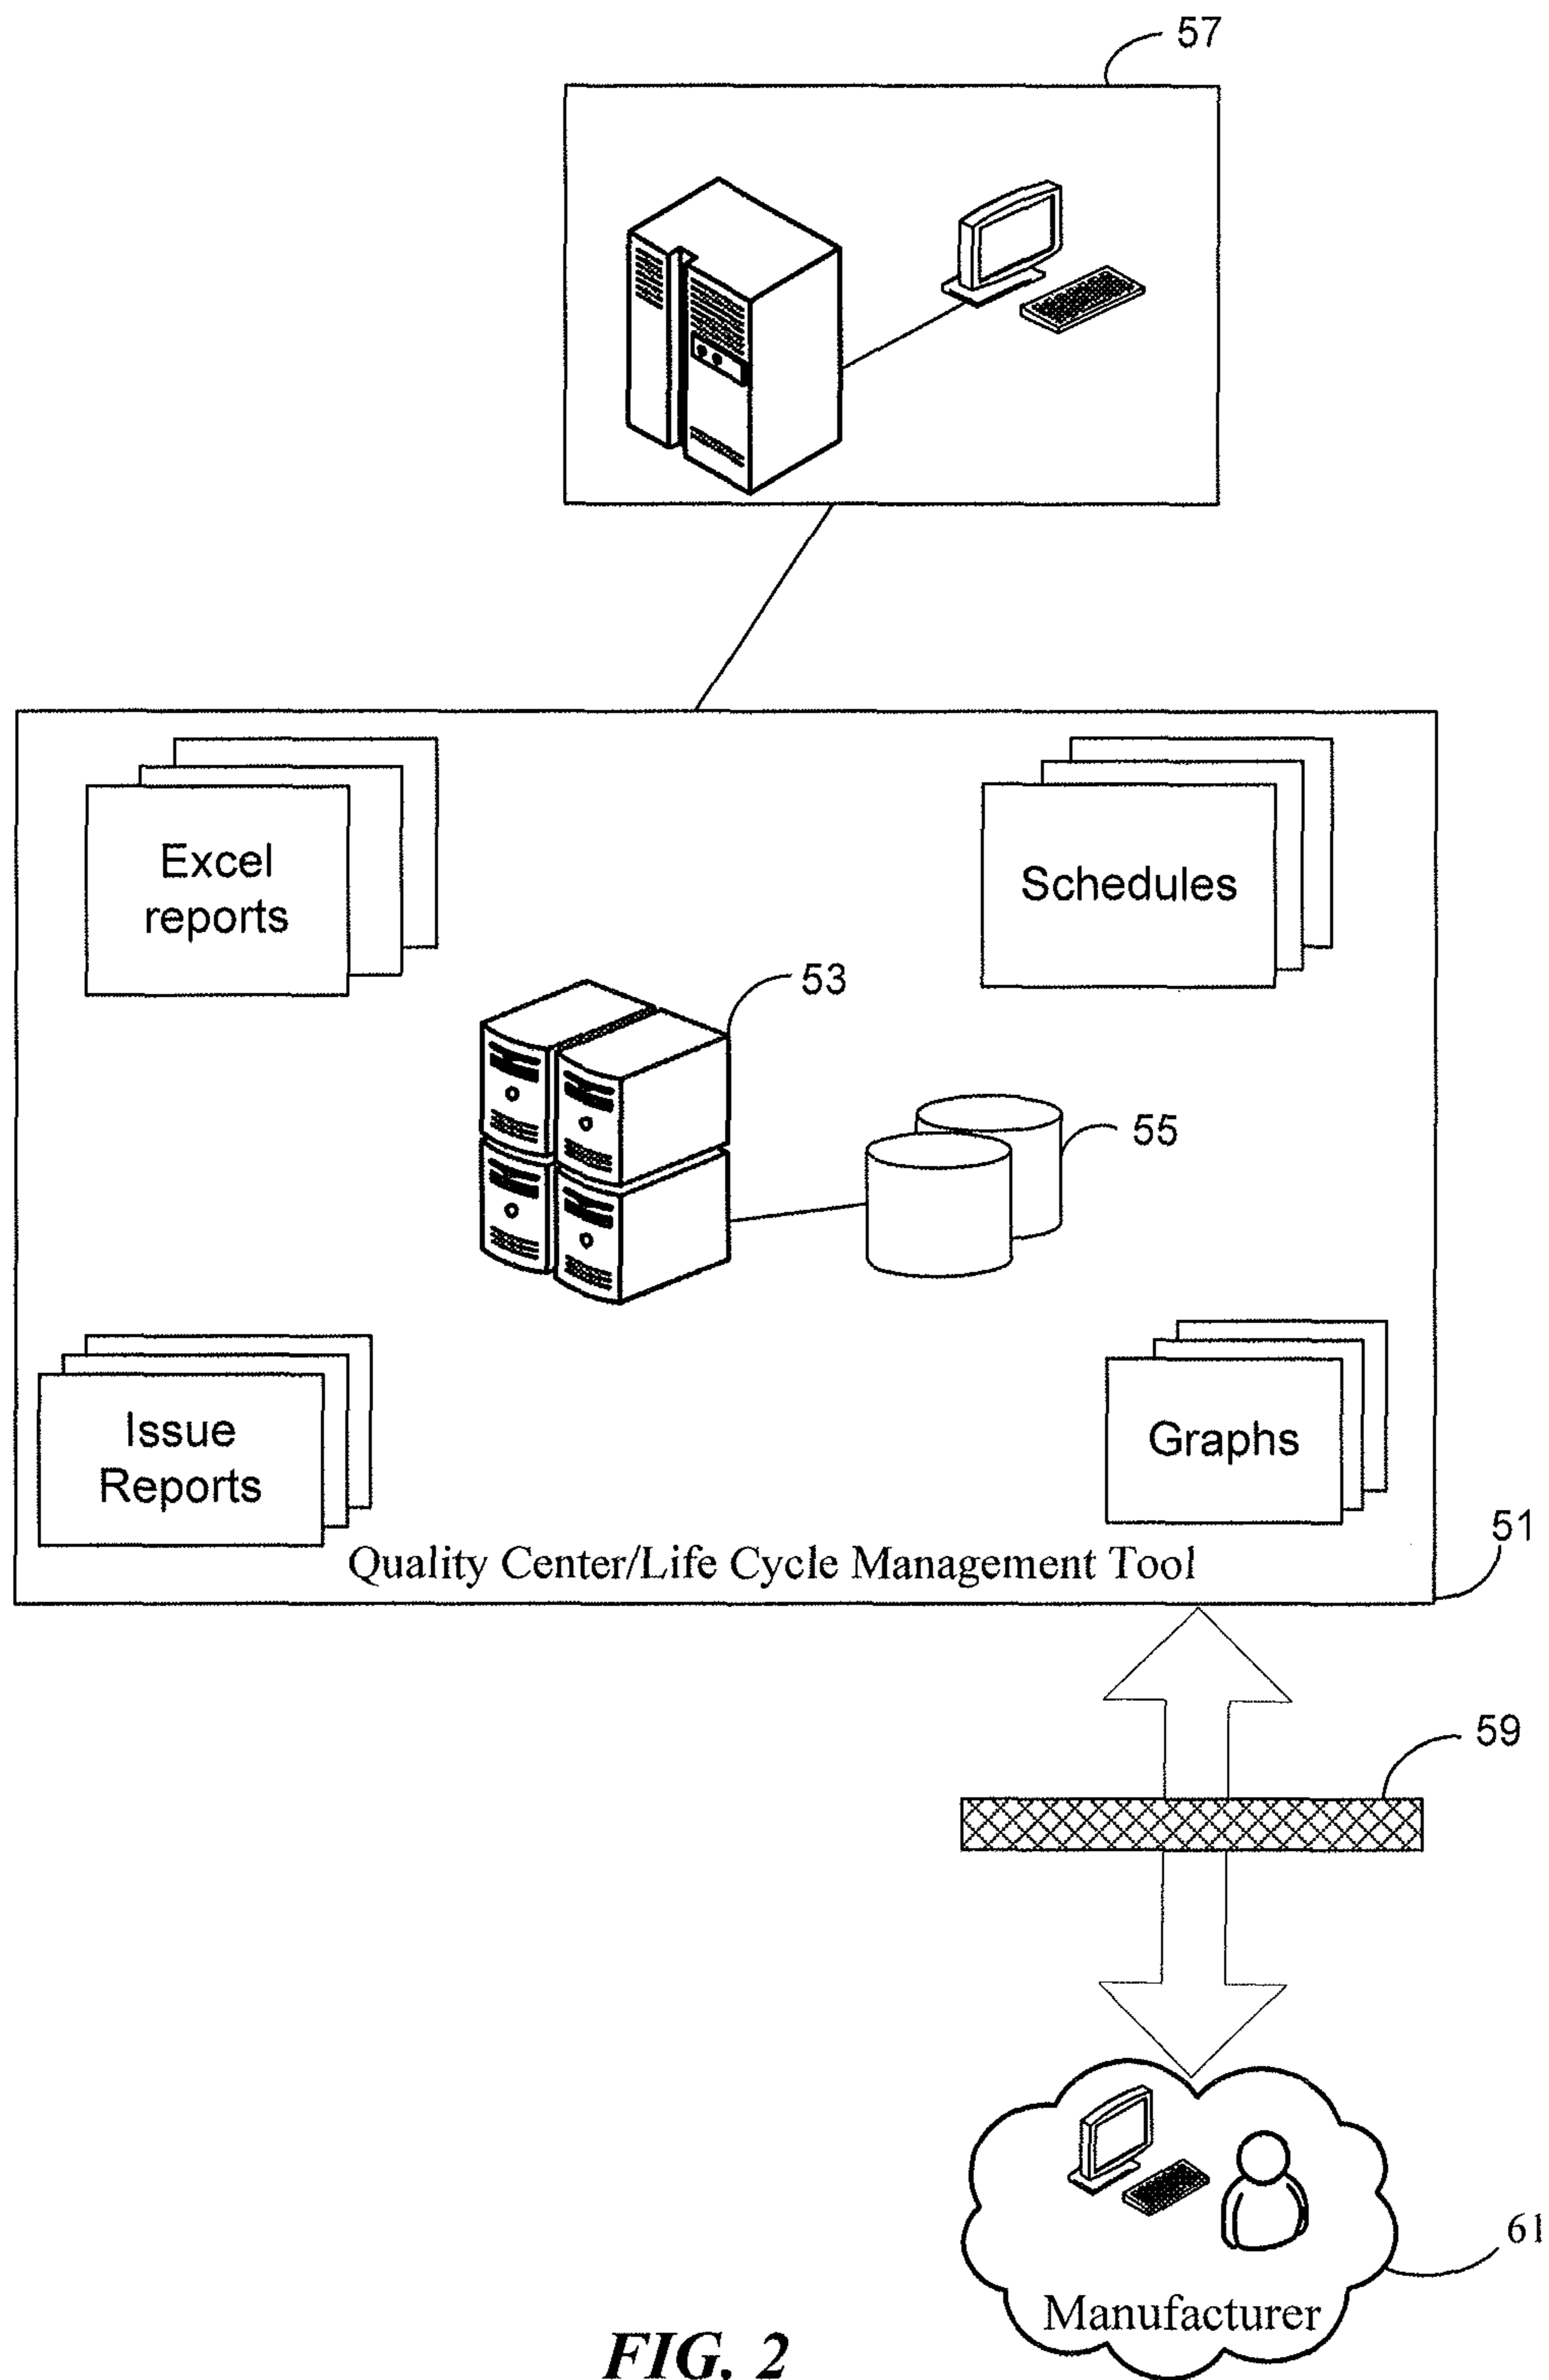 57
Excel
reports
Schedules
53
55
Issue
Reports
Graphs
51
Quality Center/Life Cycle Management Tool
59
61
Manufacturer
FIG. 2